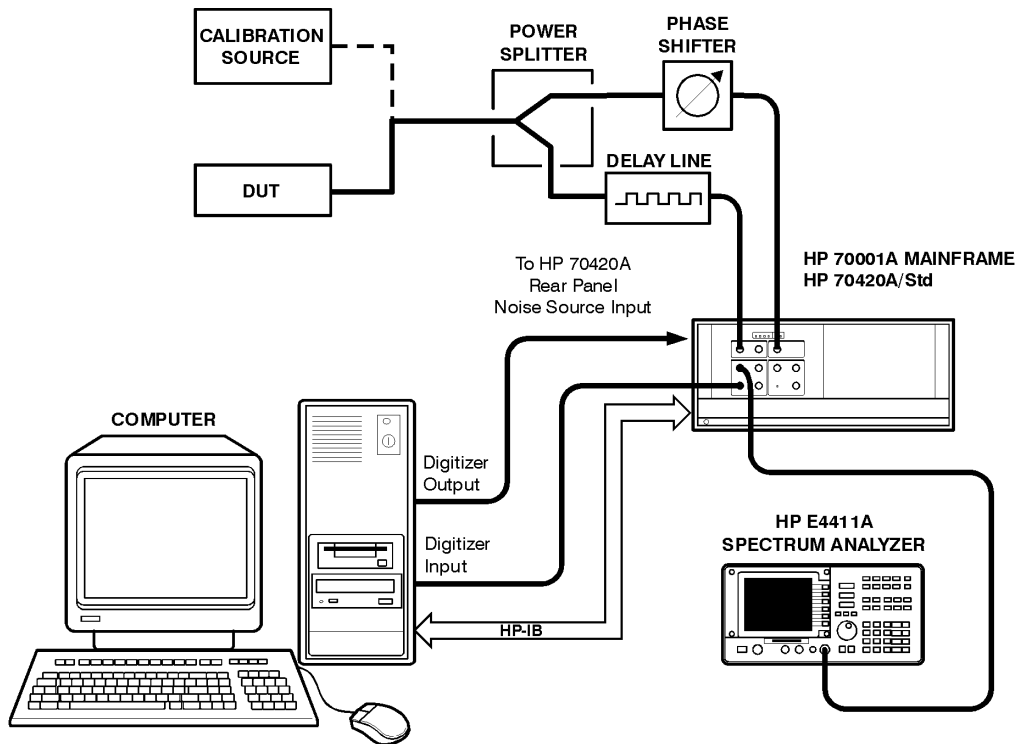 CALIBRATION
SOURCE
POWER
SPLITTER
PHASE
SHIFTER
DUT
DELAY LINE
To HP 70420A
Rear Panel
Noise Source Input
HP 70001A MAINFRAME
HP 70420A/Std
COMPUTER
Digitizer
Output
Digitizer
Input
HP-IB
HP E4411A
SPECTRUM ANALYZER